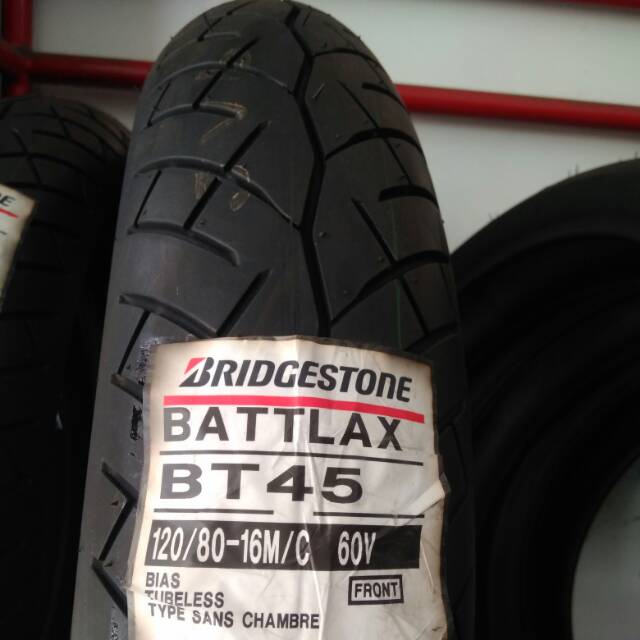 BRIDGESTONE
BATTLAX
BT45
120/80-16M/C 60V
BIAS
TUBELESS
TYPE SANS CHAMBRE
FRONT